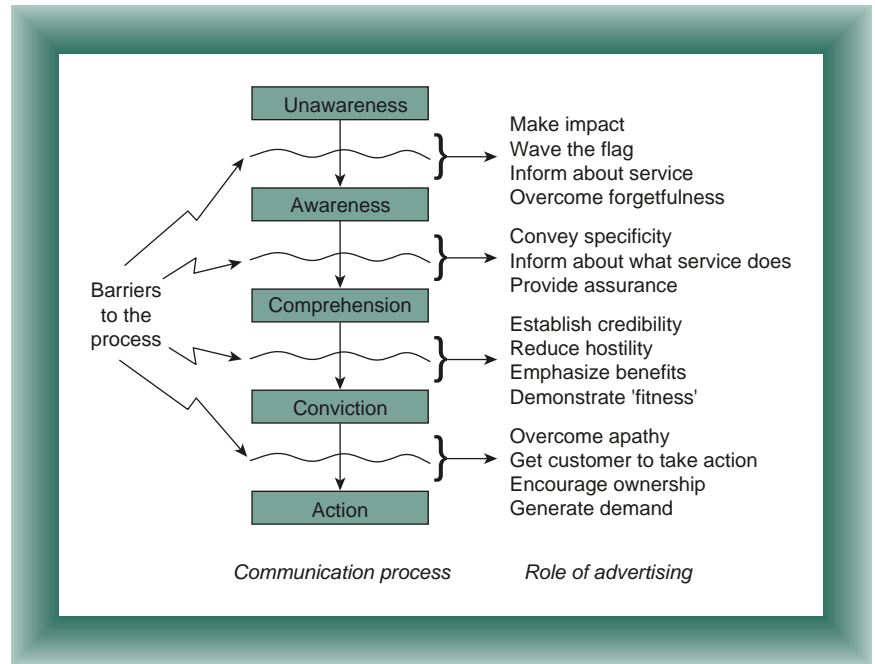 Unawareness
Make impact
Wave the flag
Inform about service
Overcome forgetfulness
Awareness
Convey specificity
Inform about what service does
Provide assurance
Barriers
to the
process
Comprehension
Establish credibility
Reduce hostility
Emphasize benefits
Demonstrate 'fitness'
Conviction
Overcome apathy
Get customer to take action
Encourage ownership
Generate demand
Action
Communication process
Role of advertising